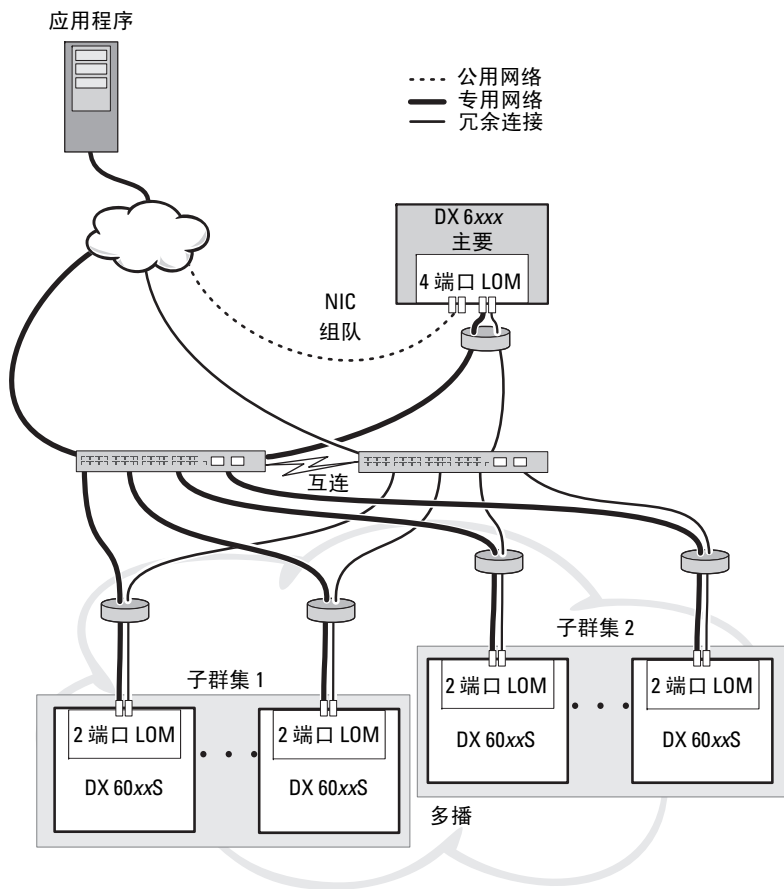 应用程序
公用网络
专用网络
冗余连接
DX 6xxx
主要
4 端口 LOM
NIC
组队
互连
子群集 2
2 端口 LOM
DX 60xxS
2 端口 LOM
DX 60xxS
子群集 1
2 端口 LOM
DX 60xxS
2 端口 LOM
DX 60xxS
多播